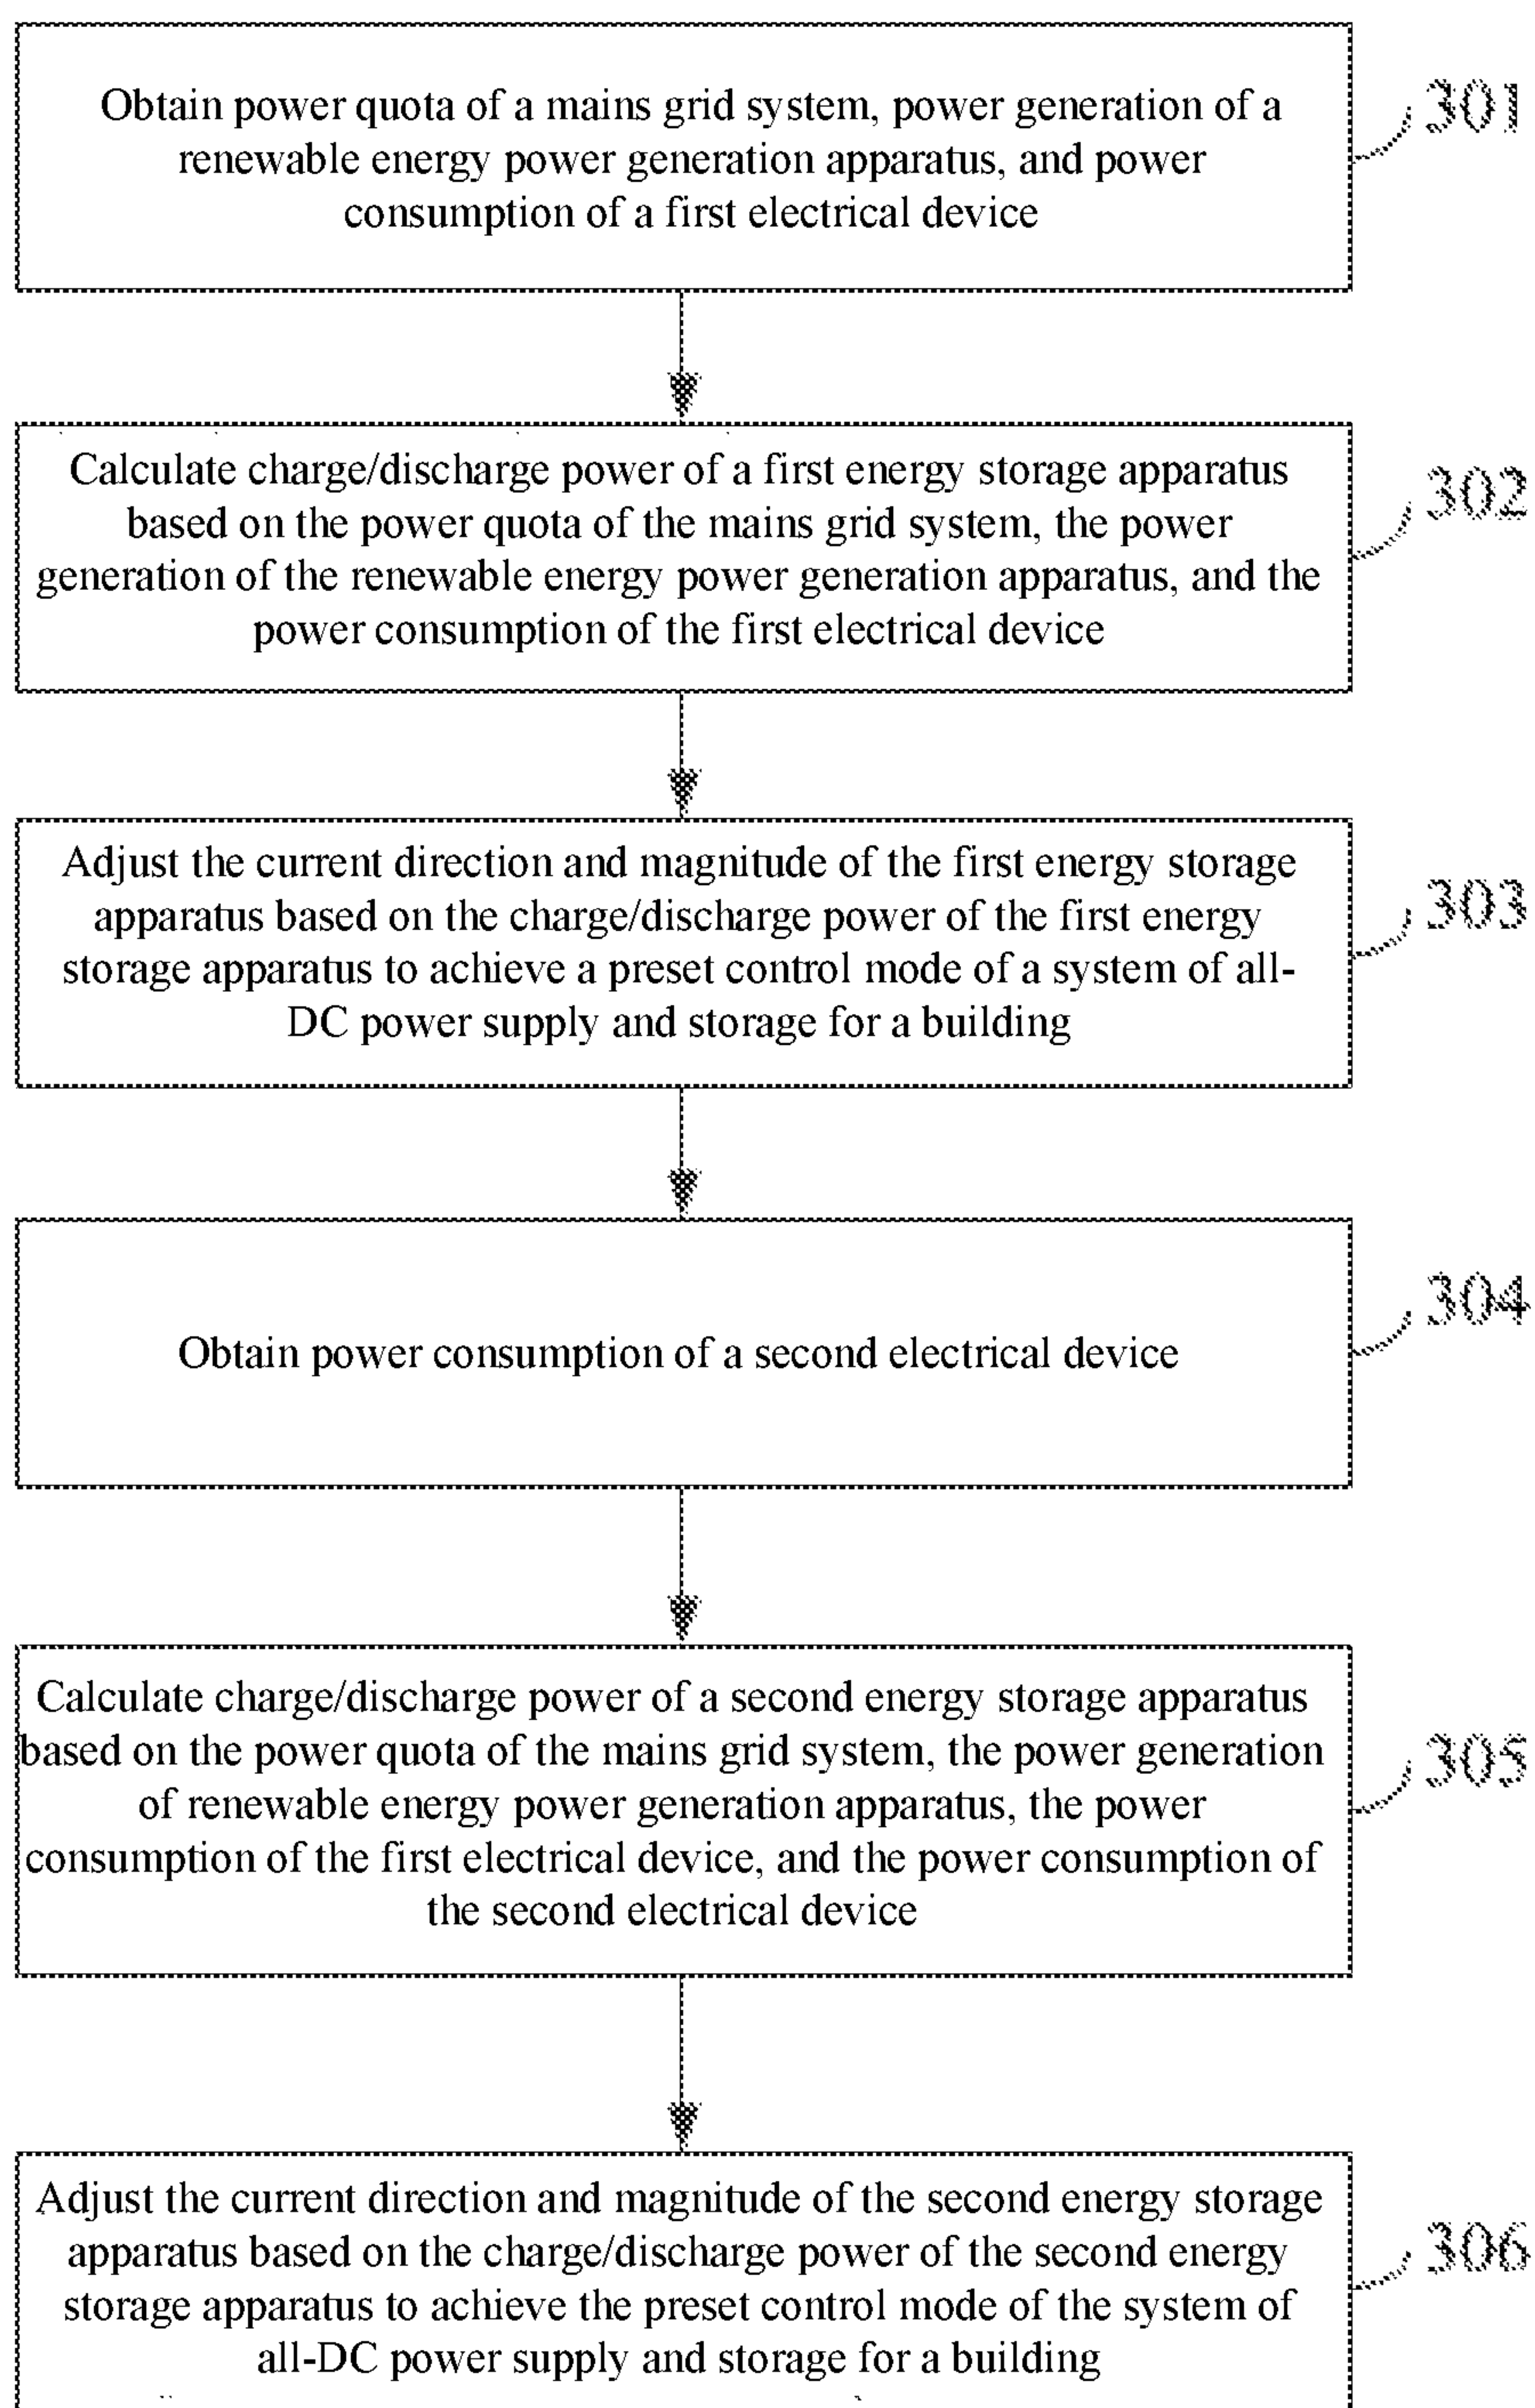 Obtain power quota of a mains grid system, power generation of a
renewable energy power generation apparatus, and power
consumption of a first electrical device
301
Calculate charge/discharge power of a first energy storage apparatus
based on the power quota of the mains grid system, the power
generation of the renewable energy power generation apparatus, and the
power consumption of the first electrical device
302
Adjust the current direction and magnitude of the first energy storage
apparatus based on the charge/discharge power of the first energy
storage apparatus to achieve a preset control mode of a system of all-
DC power supply and storage for a building
303
Obtain power consumption of a second electrical device
304
Calculate charge/discharge power of a second energy storage apparatus
based on the power quota of the mains grid system, the power generation
of renewable energy power generation apparatus, the power
consumption of the first electrical device, and the power consumption of
the second electrical device
305
Adjust the current direction and magnitude of the second energy storage
apparatus based on the charge/discharge power of the second energy
storage apparatus to achieve the preset control mode of the system of
all-DC power supply and storage for a building
306